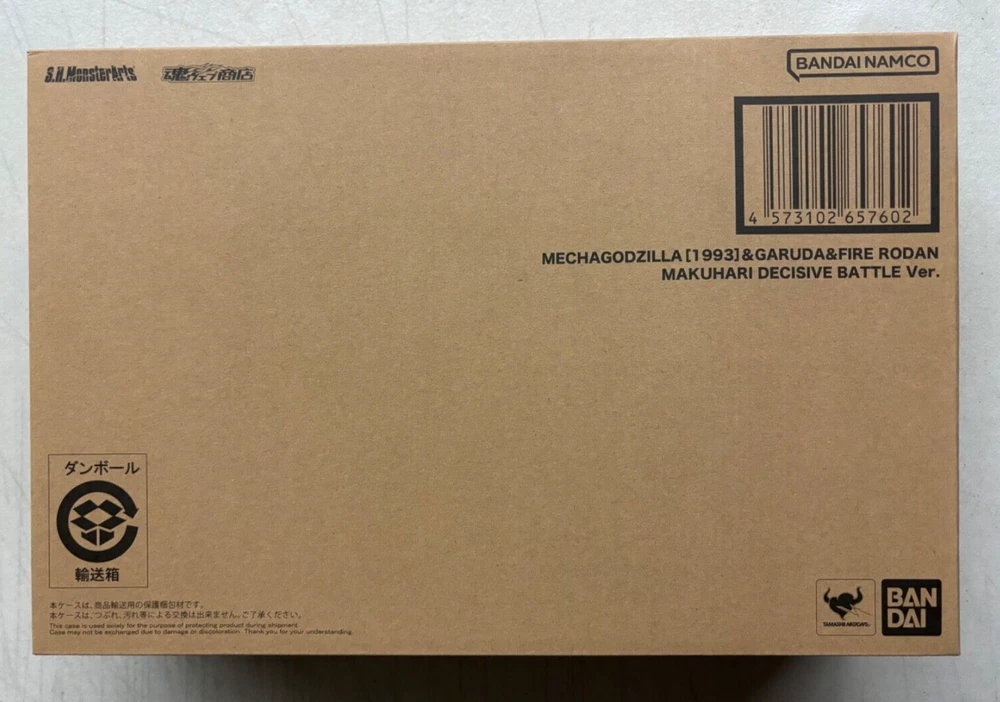 S.H.MonsterArts 魂ウェブ商店
BANDAI NAMCO
4 573102 657602
MECHAGODZILLA[1993]&GARUDA&FIRE RODAN
MAKUHARI DECISIVE BATTLE Ver.
ダンボール
輸送箱
本ケースは、商品輸送用の保護梱包材です。
本ケースは、つぶれ、汚れ等による交換は出来ません。ご了承ください。
This case is used solely for the purpose of protecting product during shipment.
Case may not be exchanged due to damage or discoloration. Thank you for your understanding.
TAMASHII NATIONS
BAN
DAI